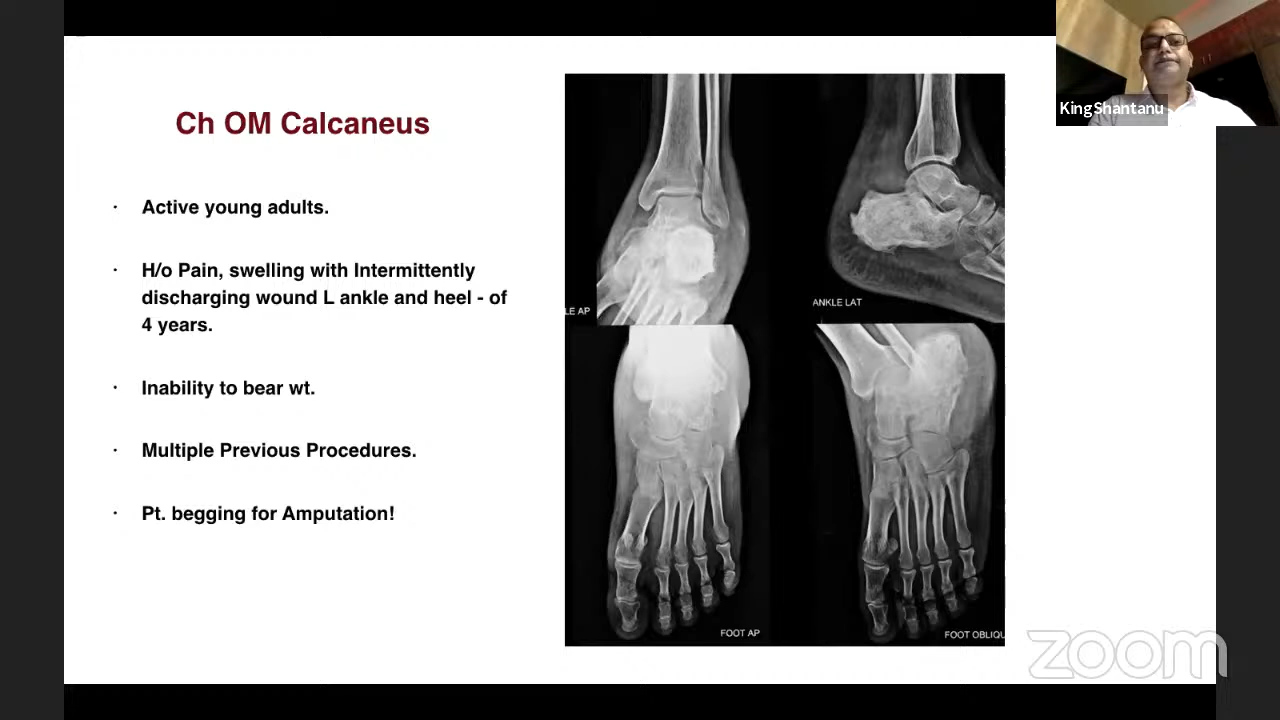 KingShantanu
Ch OM Calcaneus
· Active young adults.
· H/o Pain, swelling with Intermittently
discharging wound L ankle and heel - of
4 years.
· Inability to bear wt.
· Multiple Previous Procedures.
· Pt. begging for Amputation!
LE AP
ANKLE LAT
FOOT AP
FOOT OBLIQU
zoom